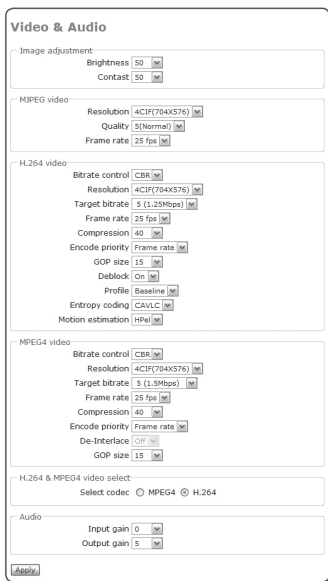 Video & Audio
Image adjustment
Brightness 50
Contast 50
MJPEG video
Resolution 4CIF(704X576)
Quality 5(Normal)
Frame rate 25 fps
H.264 video
Bitrate control CBR
Resolution 4CIF(704X576)
Target bitrate 5 (1.25Mbps)
Frame rate 25 fps
Compression 40
Encode priority Frame rate
GOP size 15
Deblock On
Profile Baseline
Entropy coding CAVLC
Motion estimation HPel
MPEG4 video
Bitrate control CBR
Resolution 4CIF(704X576)
Target bitrate 5 (1.5Mbps)
Frame rate 25 fps
Compression 40
Encode priority Frame rate
De-Interlace Off
GOP size 15
H.264 & MPEG4 video select
Select codec MPEG4 H.264
Audio
Input gain 0
Output gain 5
Apply